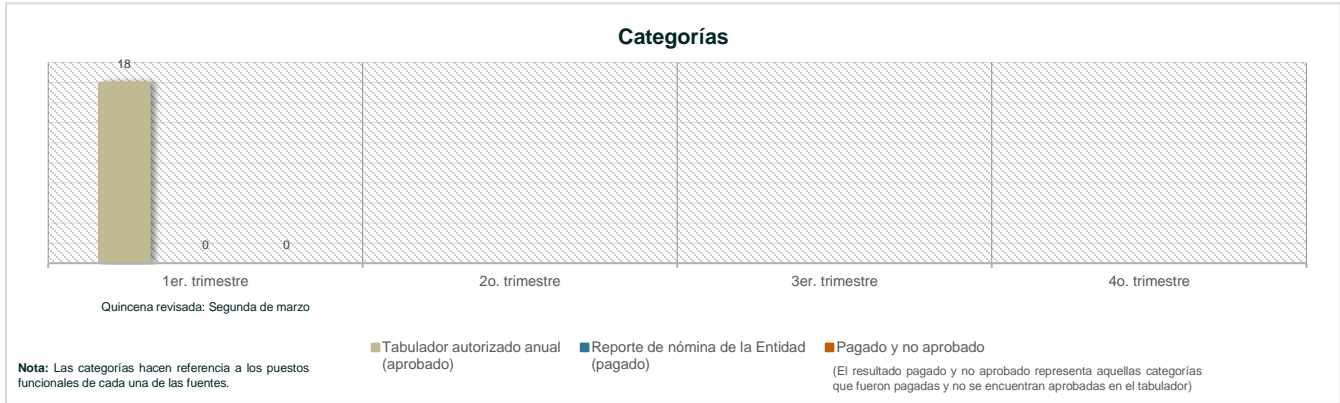 Categorías
18
0
0
1er. trimestre
2o. trimestre
3er. trimestre
4o. trimestre
Quincena revisada: Segunda de marzo
Tabulador autorizado anual
(aprobado)
Reporte de nómina de la Entidad
(pagado)
Pagado y no aprobado
(El resultado pagado y no aprobado representa aquellas categorías
que fueron pagadas y no se encuentran aprobadas en el tabulador)
Nota: Las categorías hacen referencia a los puestos
funcionales de cada una de las fuentes.